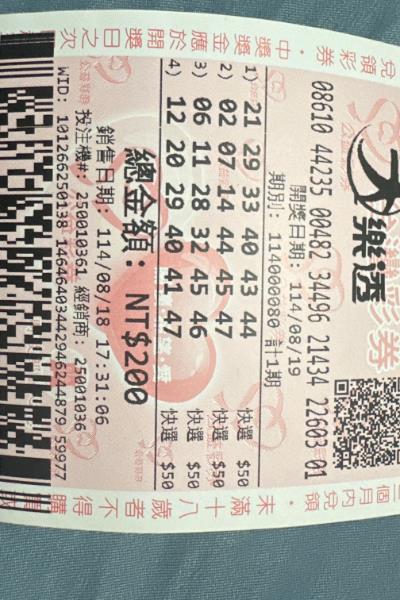 大樂透
08610 44235 00482 34496 21434 22603 01
開獎日期: 114/08/19
期別: 114000080 計1期
1) 21 29 33 40 43 44 快選 $50
2) 02 07 14 44 45 47 快選 $50
3) 06 11 28 32 45 46 快選 $50
4) 12 20 29 40 41 47 快選 $50
總金額: NT$200
銷售日期: 114/08/18 17:31:06
投注機#: 250010361 經銷商: 25001036
WID: 101266250138 1464640344294624487​9 59977
兌領彩券・中獎獎金應於開獎日之次
三個月內兌領・未滿十八歲者不得購